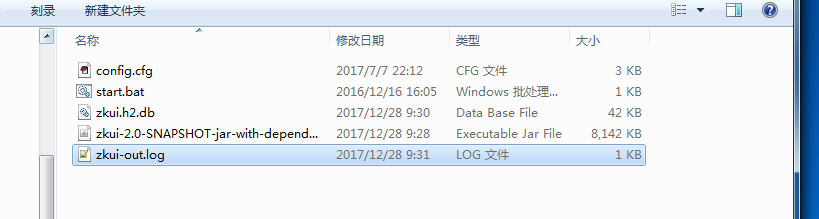 刻录 新建文件夹
名称 修改日期 类型 大小
config.cfg 2017/7/7 22:12 CFG 文件 3 KB
start.bat 2016/12/16 16:05 Windows 批处理... 1 KB
zkui.h2.db 2017/12/28 9:30 Data Base File 42 KB
zkui-2.0-SNAPSHOT-jar-with-depend... 2017/12/28 9:28 Executable Jar File 8,142 KB
zkui-out.log 2017/12/28 9:31 LOG 文件 1 KB